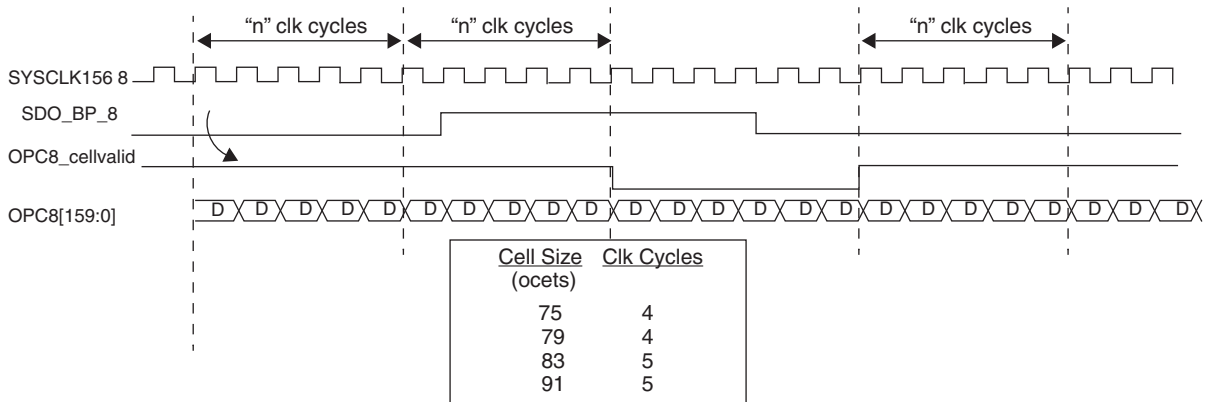 “n” clk cycles “n” clk cycles “n” clk cycles
SYSCLK156 8
SDO_BP_8
OPC8_cellvalid
OPC8[159:0] D D D D D D D D D D D D D D D D D D D D D D D D
Cell Size Clk Cycles
(ocets)
75 4
79 4
83 5
91 5